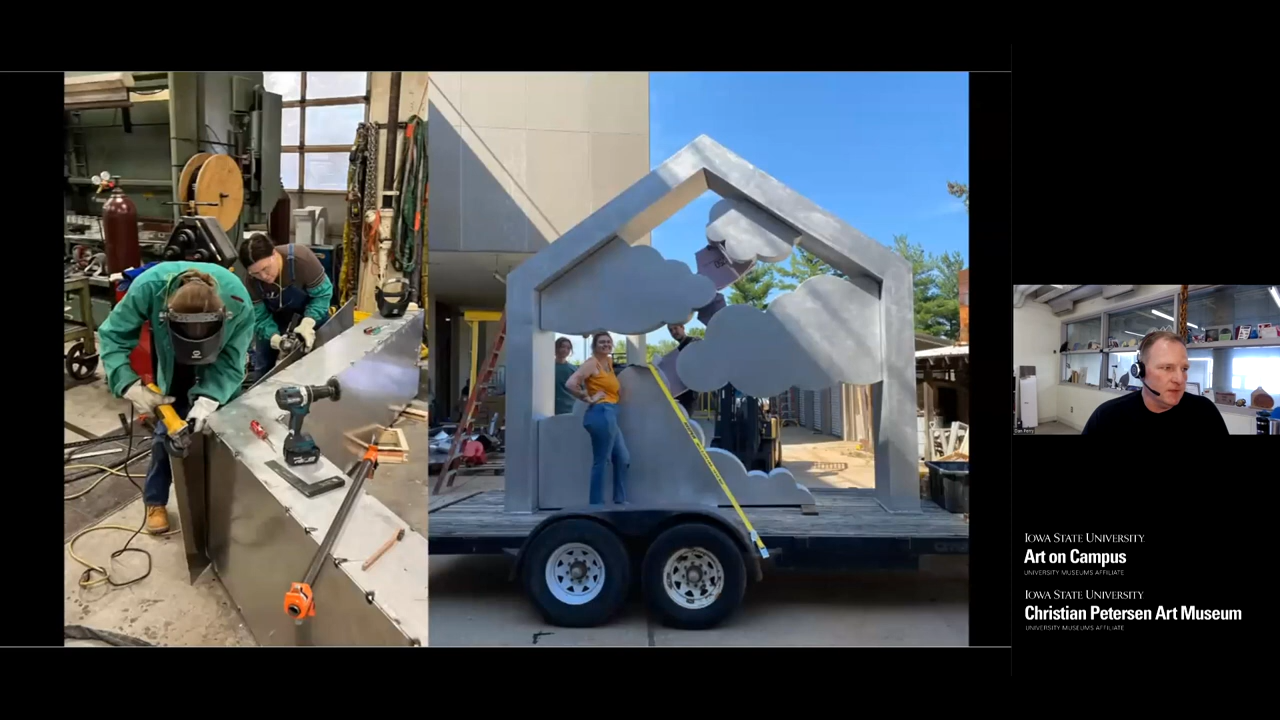 IOWA STATE UNIVERSITY
Art on Campus
UNIVERSITY MUSEUMS AFFILIATE
IOWA STATE UNIVERSITY
Christian Petersen Art Museum
UNIVERSITY MUSEUMS AFFILIATE